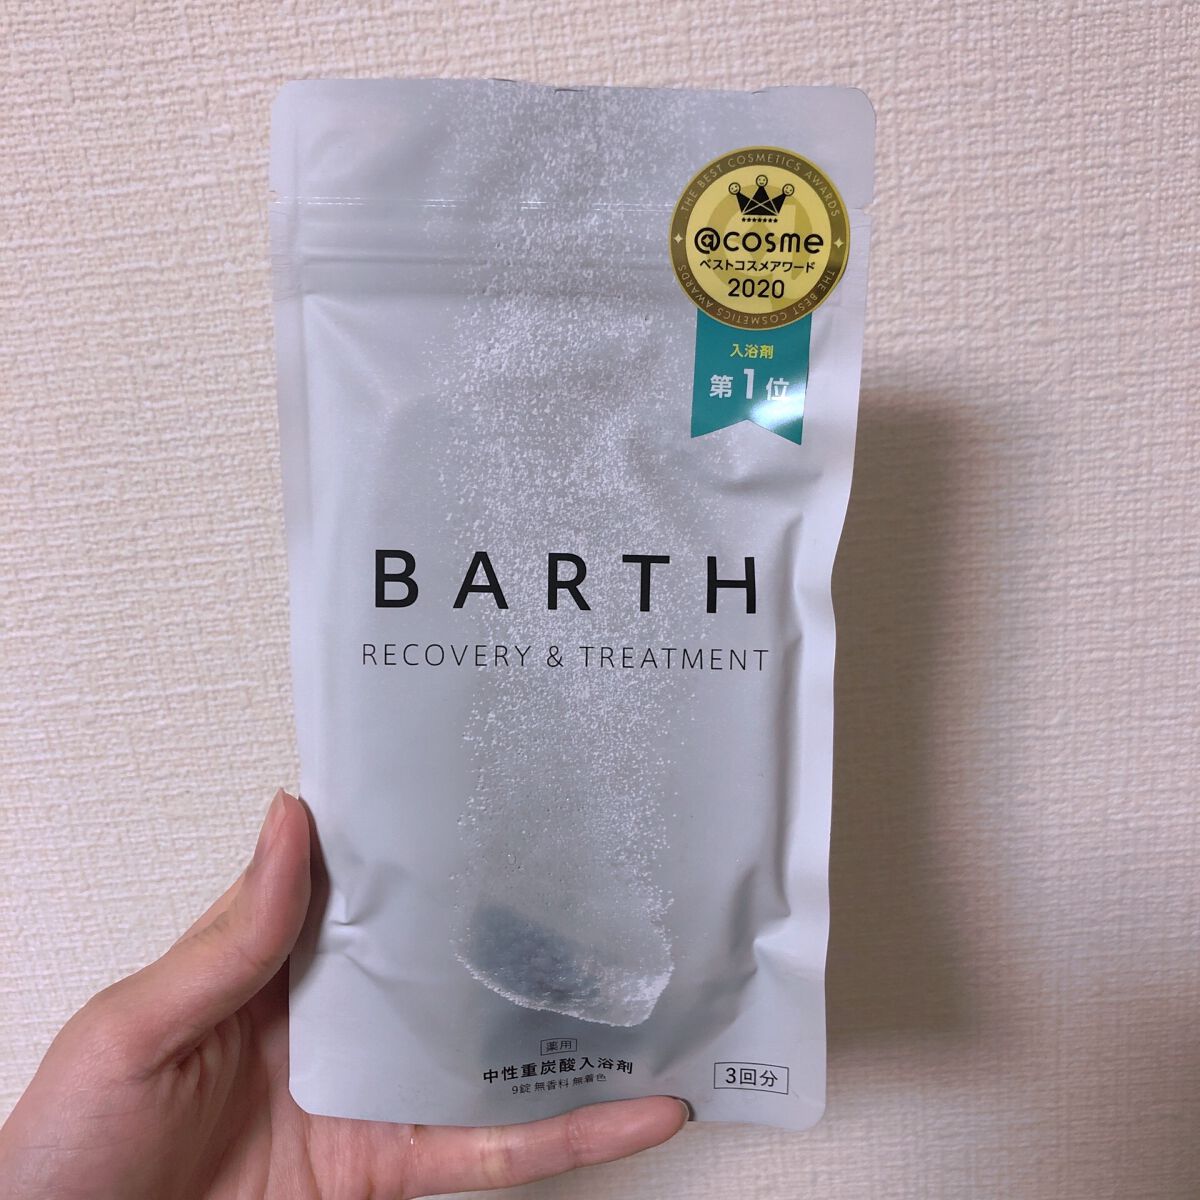 THE BEST COSMETICS AWARDS
@cosme
ベストコスメアワード
2020
THE BEST COSMETICS AWARDS
入浴剤
第1位
BARTH
RECOVERY & TREATMENT
薬用
中性重炭酸入浴剤
9錠 無香料 無着色
3回分